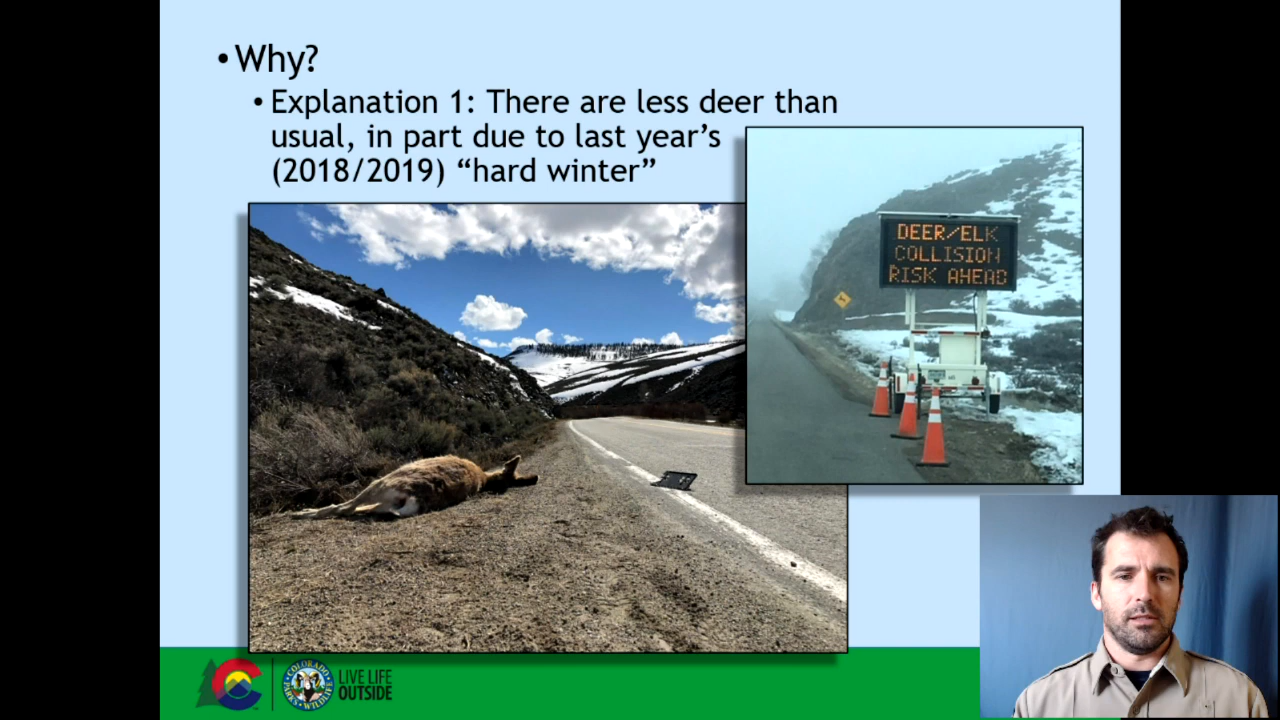 • Why?
• Explanation 1: There are less deer than
usual, in part due to last year’s
(2018/2019) “hard winter”
DEER/ELK
COLLISION
RISK AHEAD
COLORADO
PARKS & WILDLIFE
LIVE LIFE
OUTSIDE